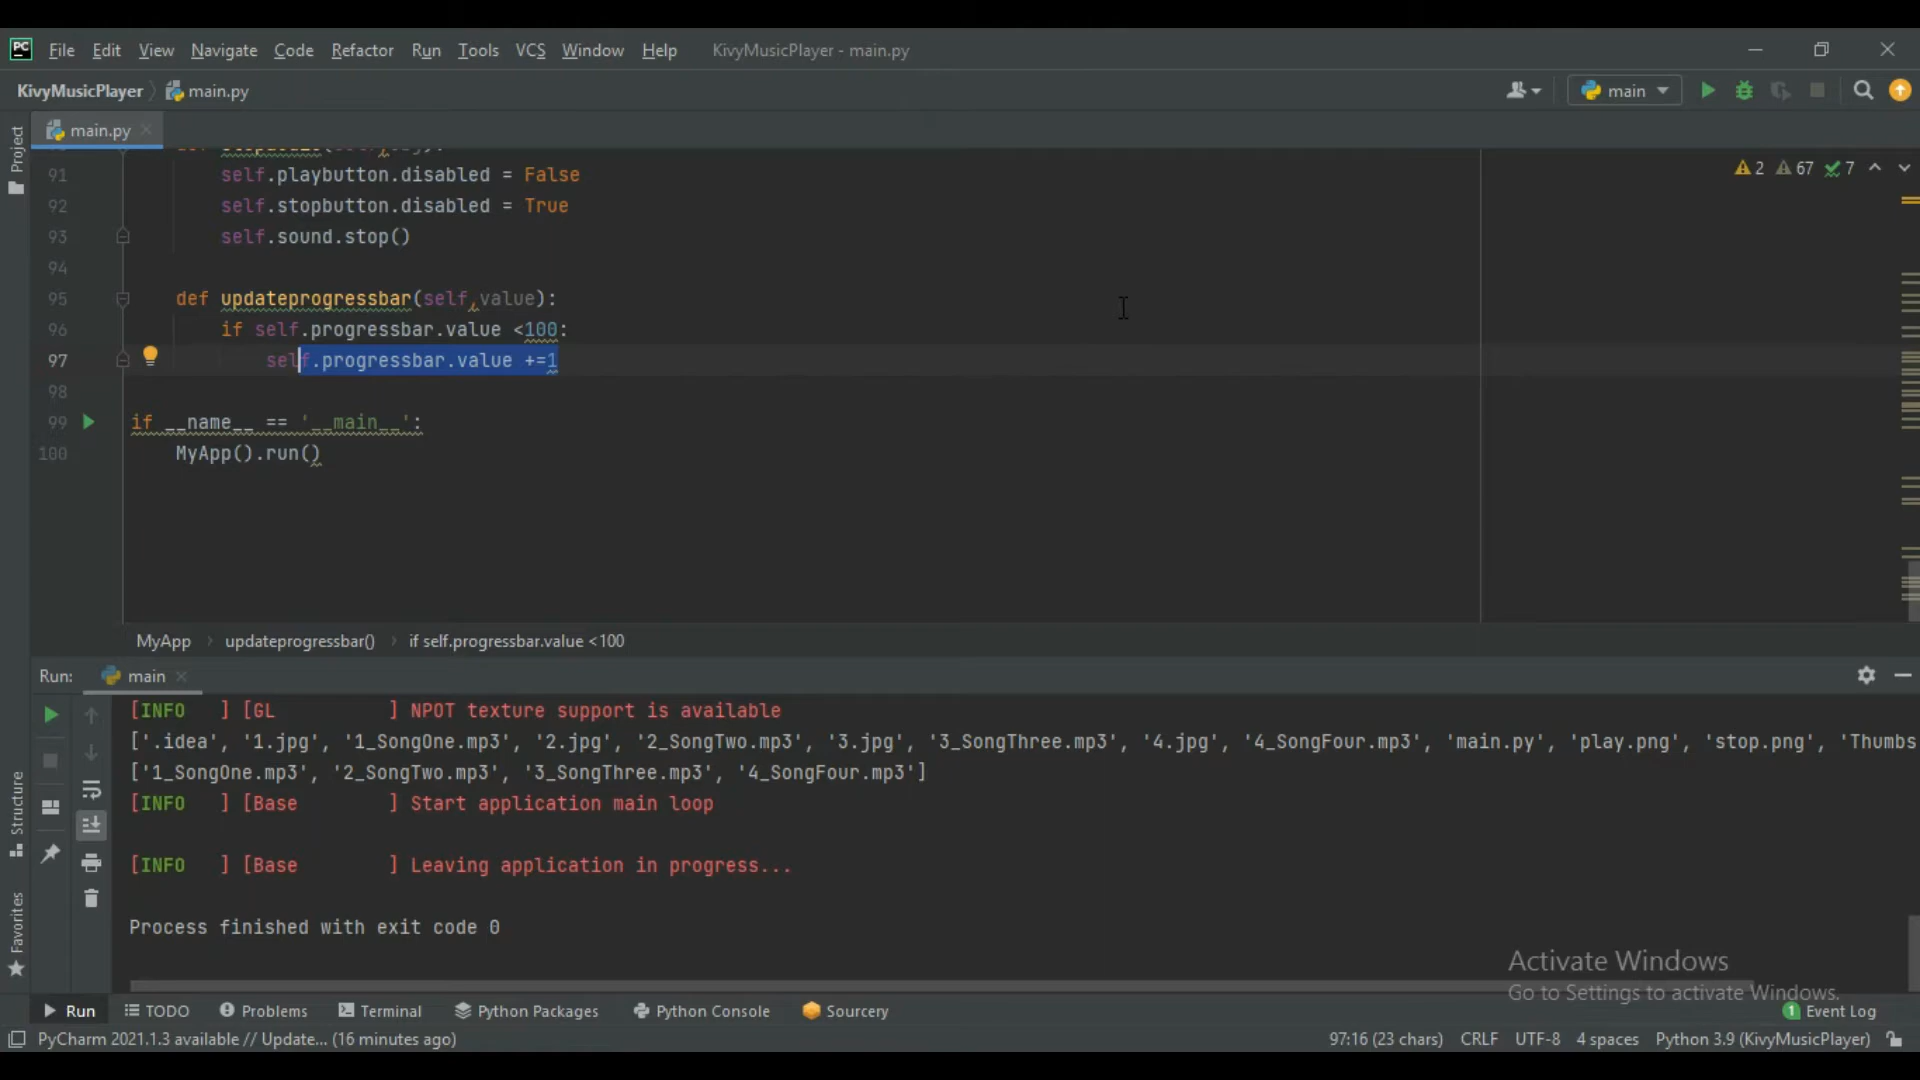 File Edit View Navigate Code Refactor Run Tools VCS Window Help KivyMusicPlayer - main.py
KivyMusicPlayer main.py main
main.py
2 67 7
91 self.playbutton.disabled = False
92 self.stopbutton.disabled = True
93 self.sound.stop()
94
95 def updateprogressbar(self,value):
96 if self.progressbar.value <100:
97 self.progressbar.value +=1
98
99 if __name__ == '__main__':
100 MyApp().run()
MyApp updateprogressbar() if self.progressbar.value <100
Run: main
[INFO ] [GL ] NPOT texture support is available
['.idea', '1.jpg', '1_SongOne.mp3', '2.jpg', '2_SongTwo.mp3', '3.jpg', '3_SongThree.mp3', '4.jpg', '4_SongFour.mp3', 'main.py', 'play.png', 'stop.png', 'Thumbs
['1_SongOne.mp3', '2_SongTwo.mp3', '3_SongThree.mp3', '4_SongFour.mp3']
[INFO ] [Base ] Start application main loop
[INFO ] [Base ] Leaving application in progress...
Process finished with exit code 0
Activate Windows
Go to Settings to activate Windows.
Project
Structure
Favorites
Run TODO Problems Terminal Python Packages Python Console Sourcery 1 Event Log
PyCharm 2021.1.3 available // Update... (16 minutes ago) 97:16 (23 chars) CRLF UTF-8 4 spaces Python 3.9 (KivyMusicPlayer)